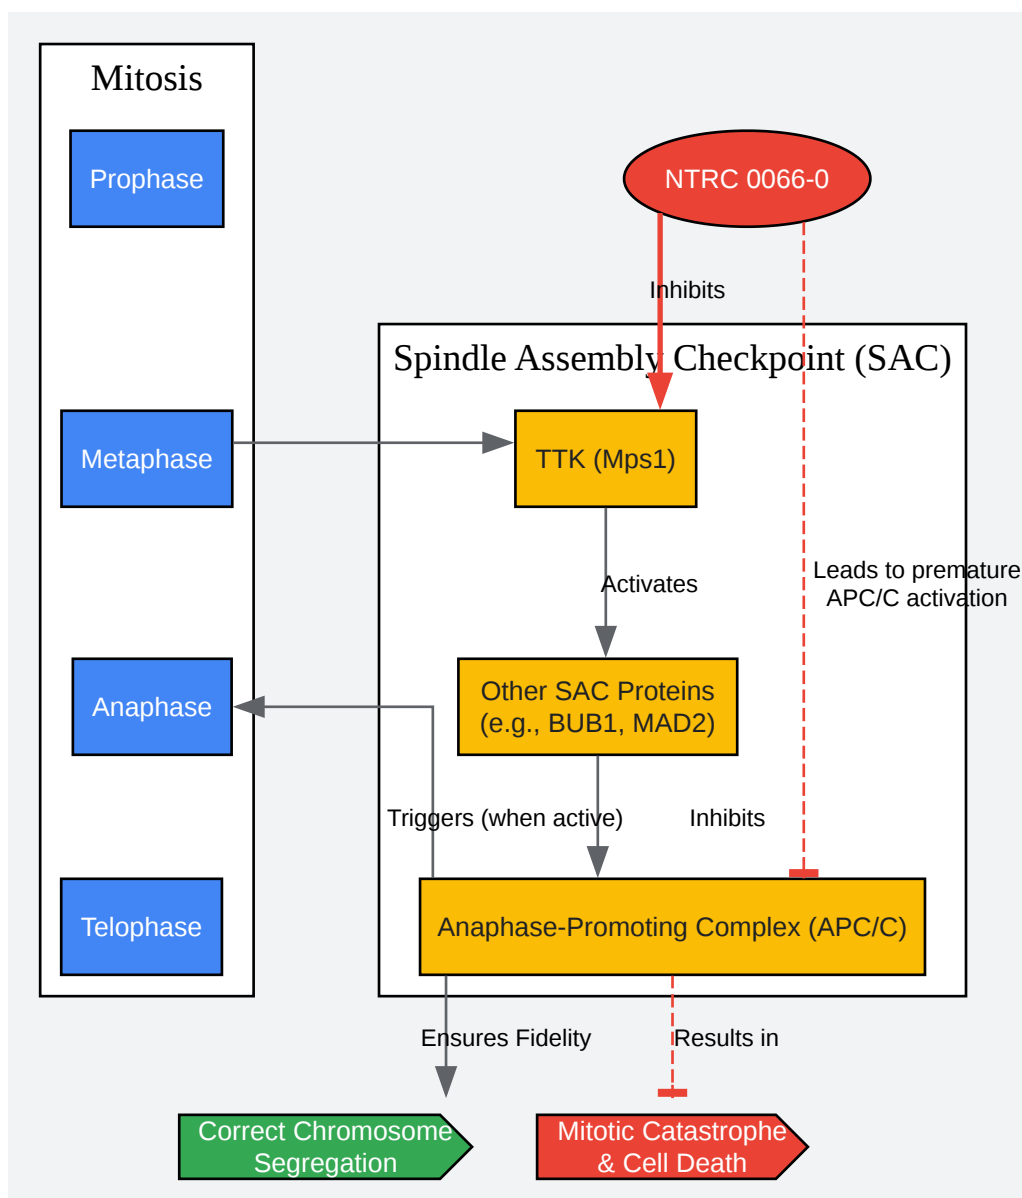 Mitosis
Prophase
NTRC 0066-0
Inhibits
Spindle Assembly Checkpoint (SAC)
Metaphase
TTK (Mps1)
Activates
Leads to premature
APC/C activation
Anaphase
Other SAC Proteins
(e.g., BUB1, MAD2)
Triggers (when active)
Inhibits
Telophase
Anaphase-Promoting Complex (APC/C)
Ensures Fidelity
Results in
Correct Chromosome
Segregation
Mitotic Catastrophe
& Cell Death